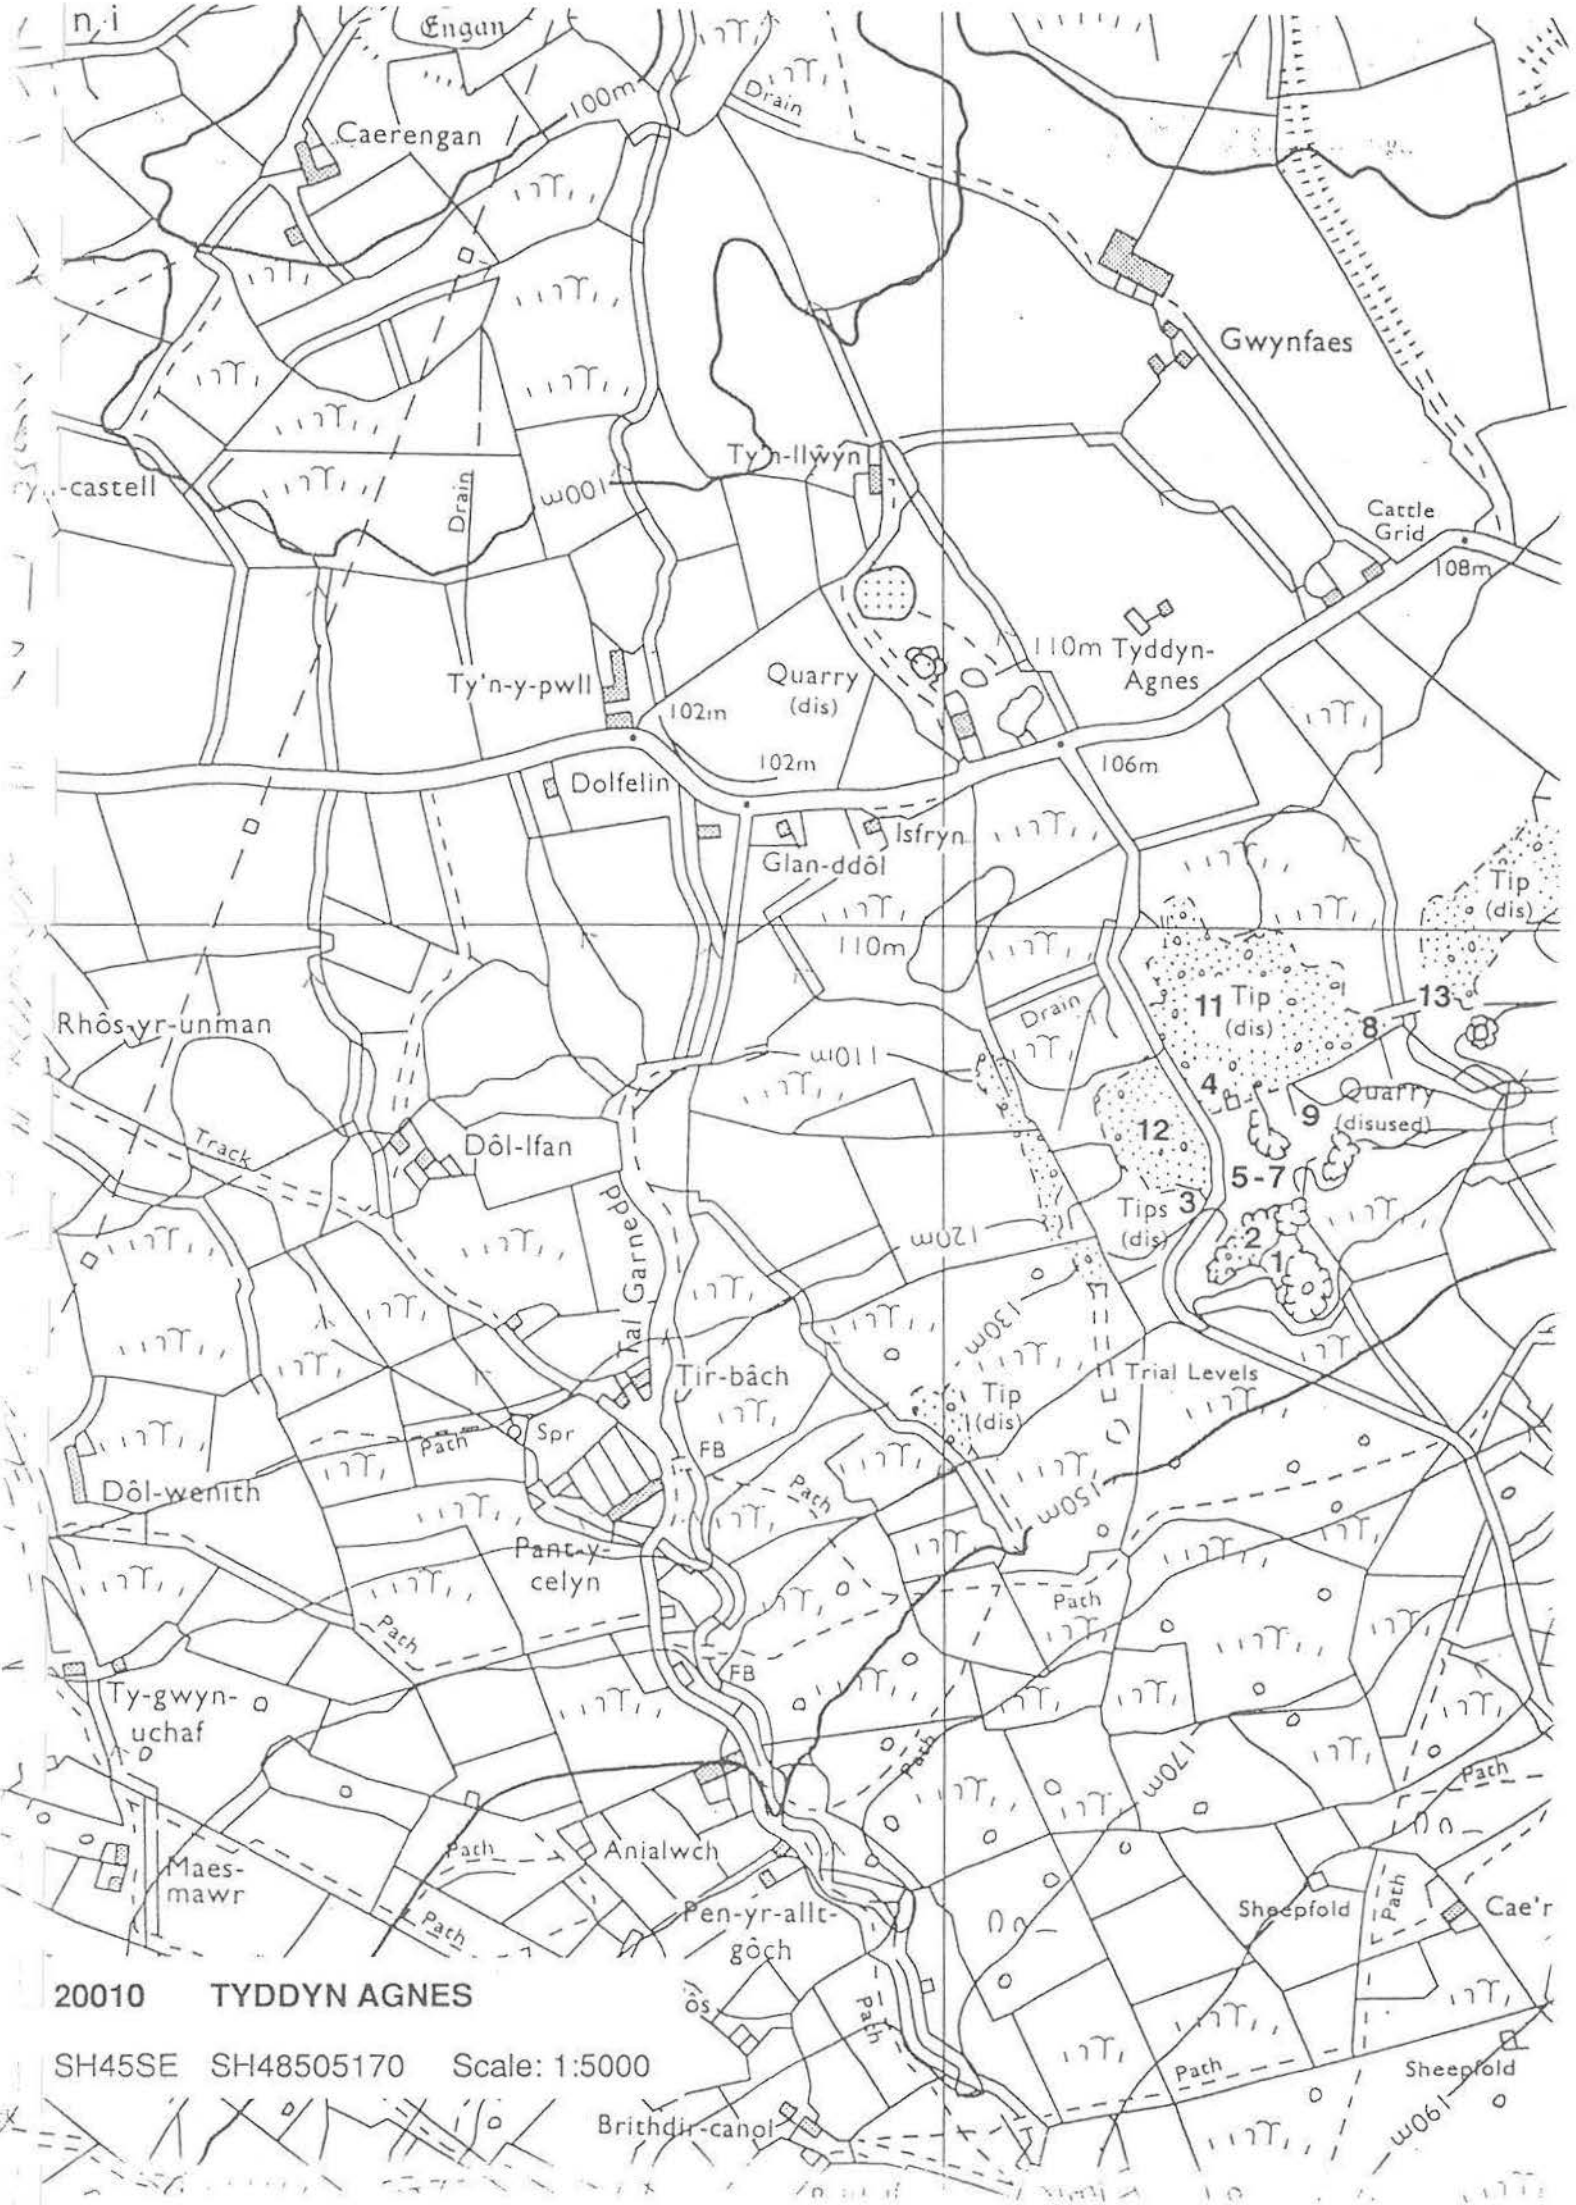 n i
Engan
Drain
100m
Caerengan
Gwynfaes
Ty'n-llwyn
-castell
Drain
100m
Cattle
Grid
108m
110m
Tyddyn-
Agnes
Quarry
(dis)
Ty'n-y-pwll
102m
102m
106m
Dolfelin
Isfryn
Glan-ddôl
Tip
(dis)
110m
11
Tip
(dis)
13
8
Drain
Rhôs-yr-unman
110m
4
Quarry
(disused)
9
12
Track
Dôl-Ifan
5-7
Tips
(dis)
3
2
1
120m
Tal Garnedd
130m
Tir-bâch
Trial Levels
Tip
(dis)
Path
Spr
FB
Dôl-wenith
Path
150m
Pant-y-
celyn
Path
Path
FB
Ty-gwyn-
uchaf
Path
170m
Path
Path
Anialwch
Maes-
mawr
Path
Pen-yr-allt-
gôch
Sheepfold
Path
Cae'r
20010 TYDDYN AGNES
ôs
Path
SH45SE SH48505170 Scale: 1:5000
Path
Sheepfold
Brithdir-canol
190m